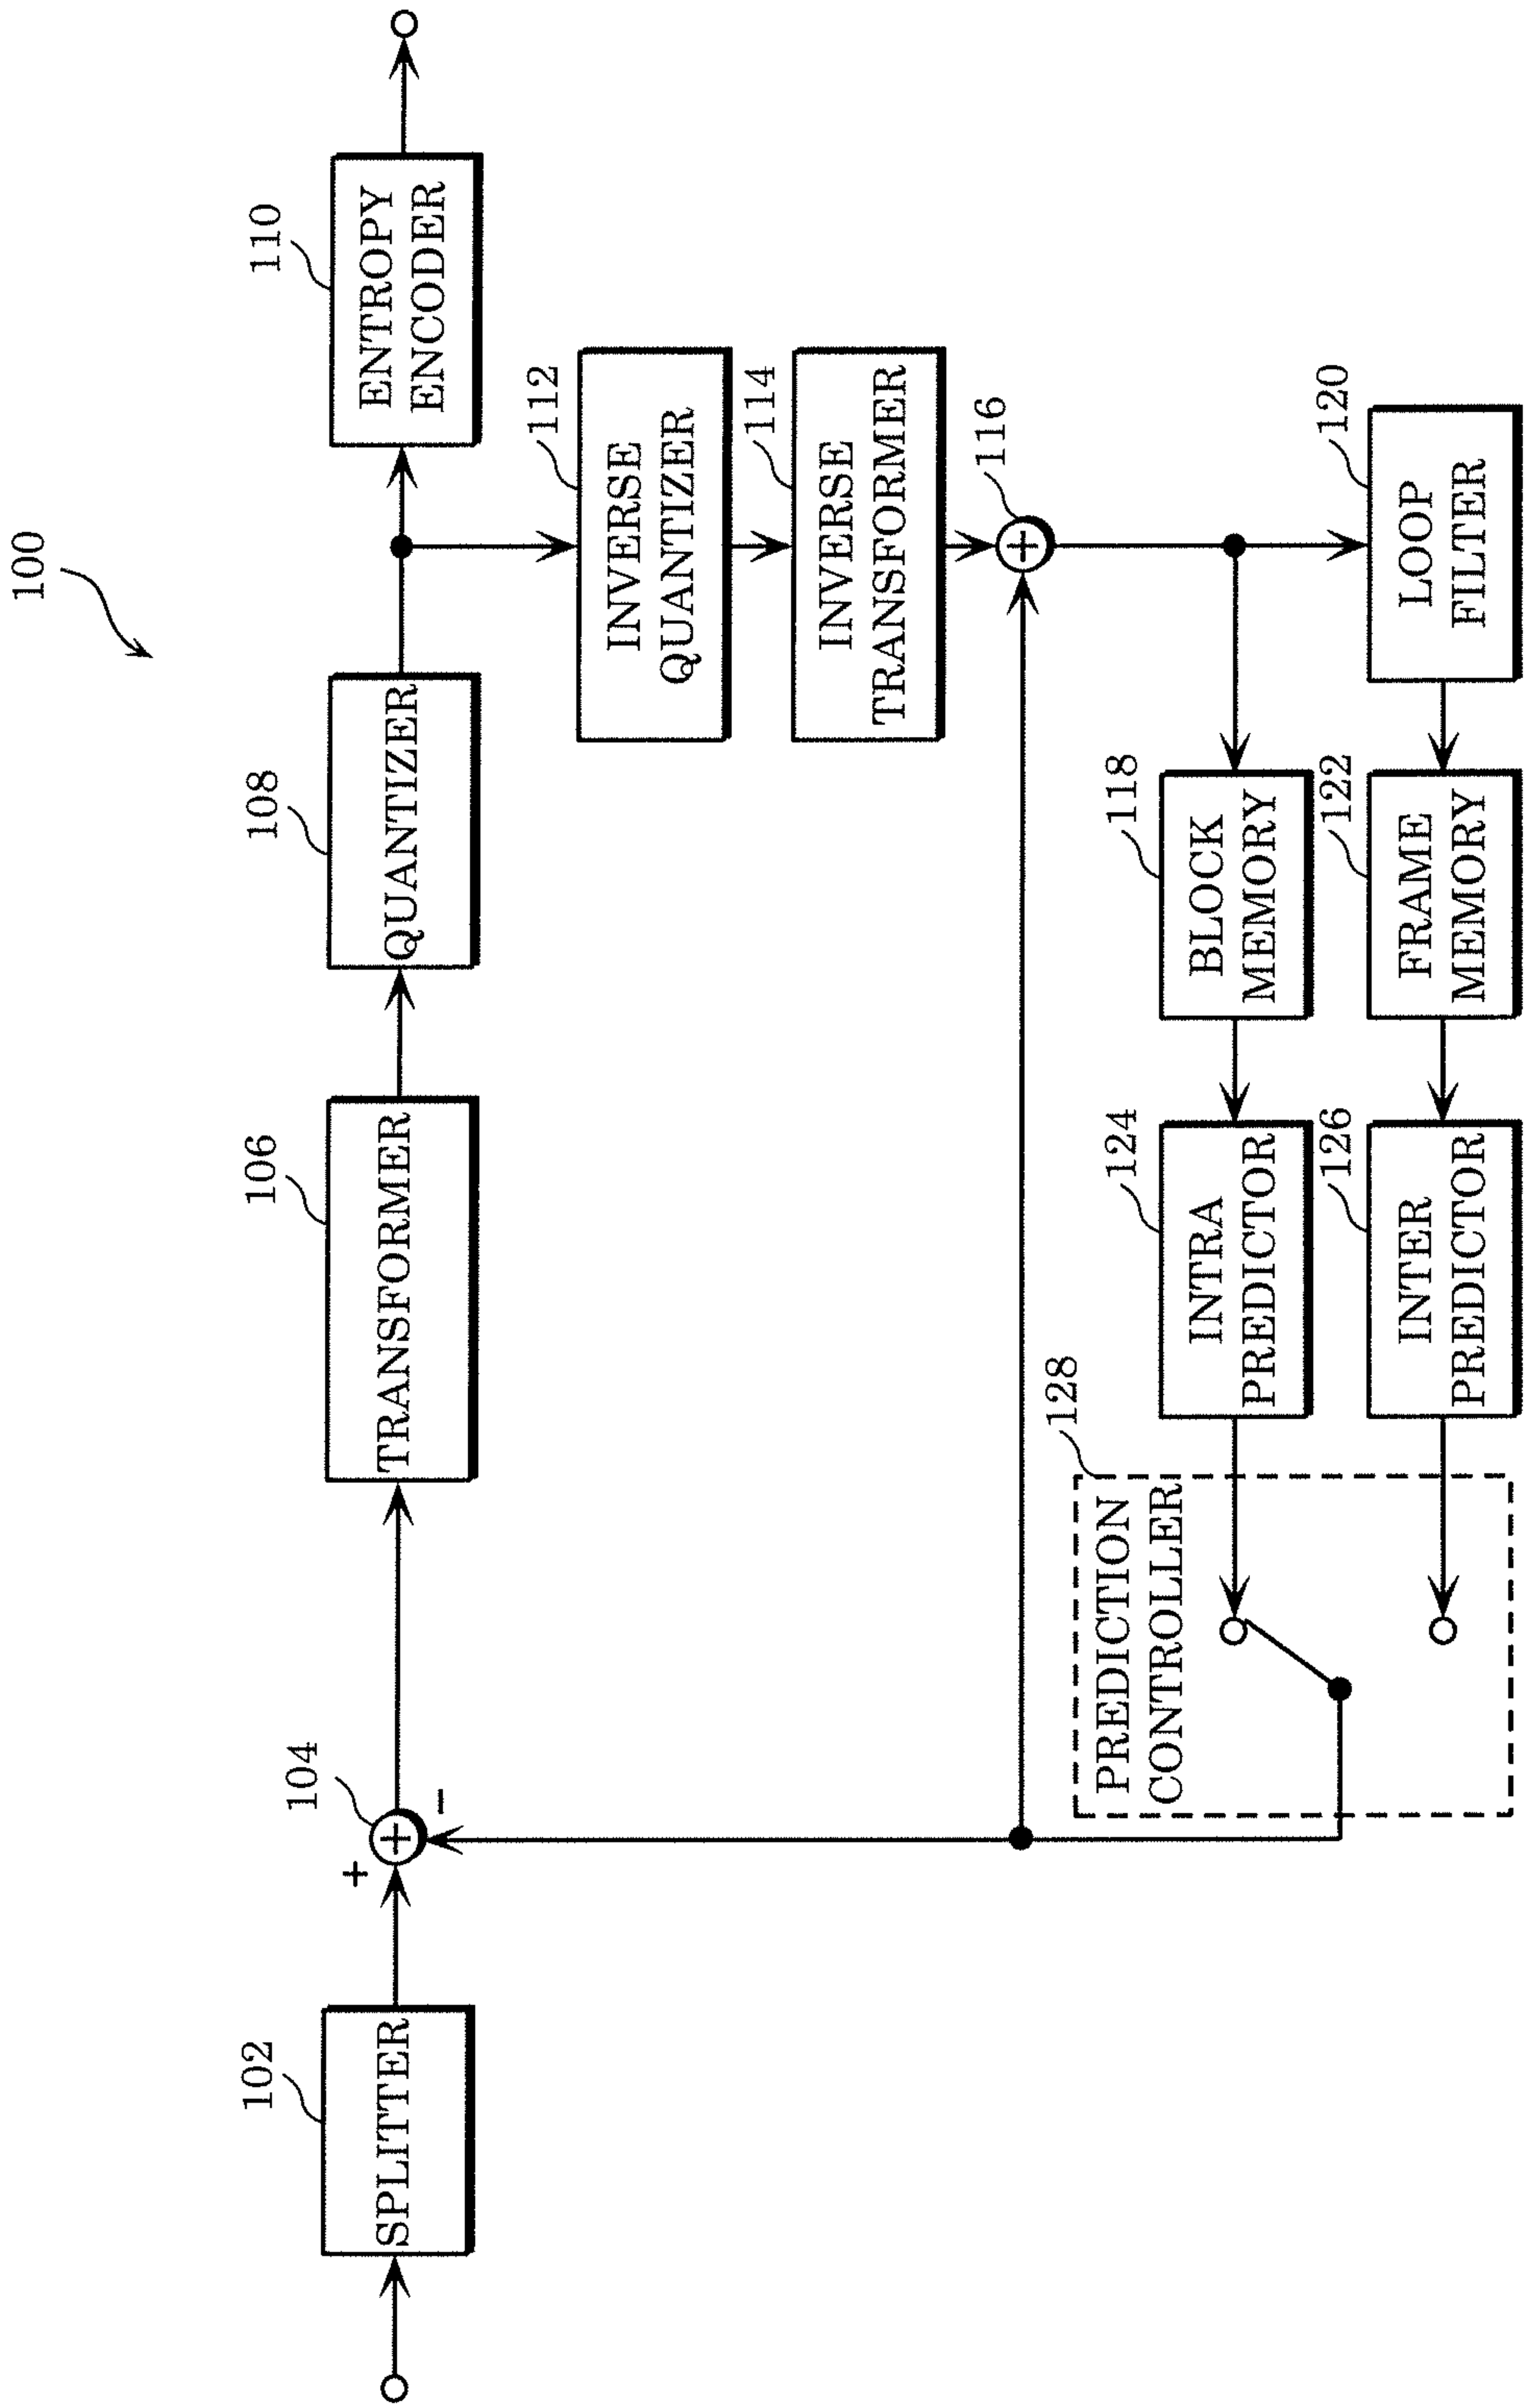 100
102
SPLITTER
104
+
−
106
TRANSFORMER
108
QUANTIZER
110
ENTROPY
ENCODER
112
INVERSE
QUANTIZER
114
INVERSE
TRANSFORMER
116
128
PREDICTION
CONTROLLER
124
INTRA
PREDICTOR
118
BLOCK
MEMORY
120
LOOP
FILTER
126
INTER
PREDICTOR
122
FRAME
MEMORY